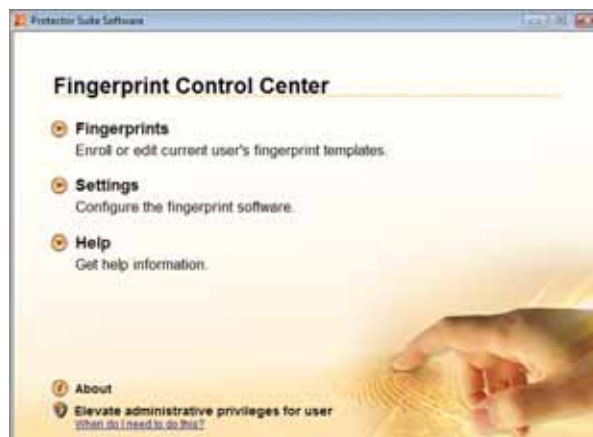 Protector Suite Software
Fingerprint Control Center
Fingerprints
Enroll or edit current user's fingerprint templates.
Settings
Configure the fingerprint software.
Help
Get help information.
About
Elevate administrative privileges for user
When do I need to do this?